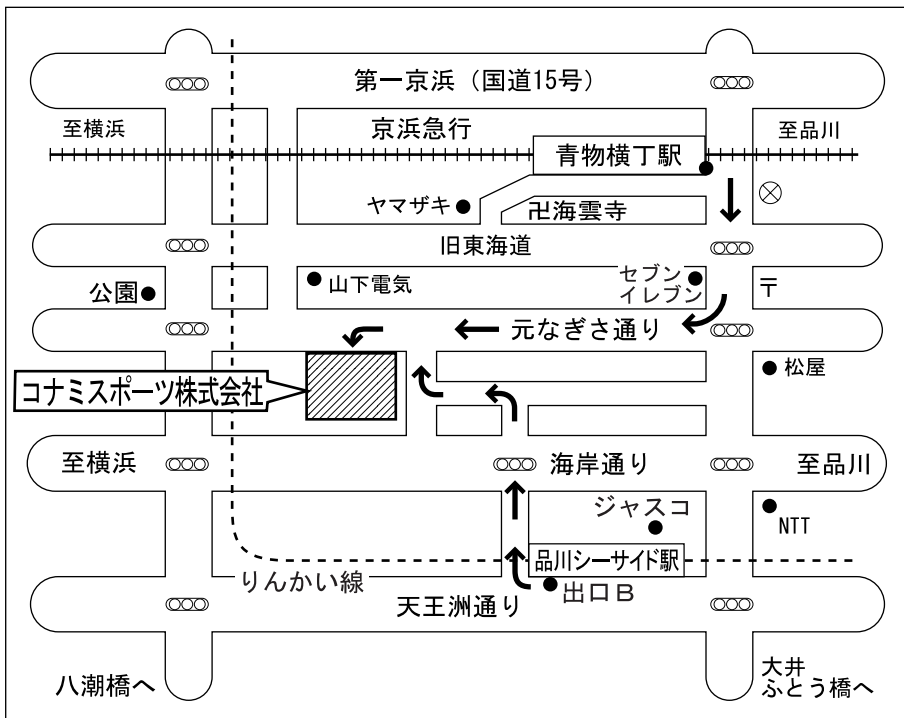 第一京浜（国道15号）
至横浜
京浜急行
至品川
青物横丁駅
ヤマザキ
卍海雲寺
旧東海道
公園
山下電気
セブン
イレブン
〒
元なぎさ通り
コナミスポーツ株式会社
松屋
至横浜
海岸通り
至品川
ジャスコ
NTT
品川シーサイド駅
りんかい線
出口B
天王洲通り
八潮橋へ
大井
ふとう橋へ